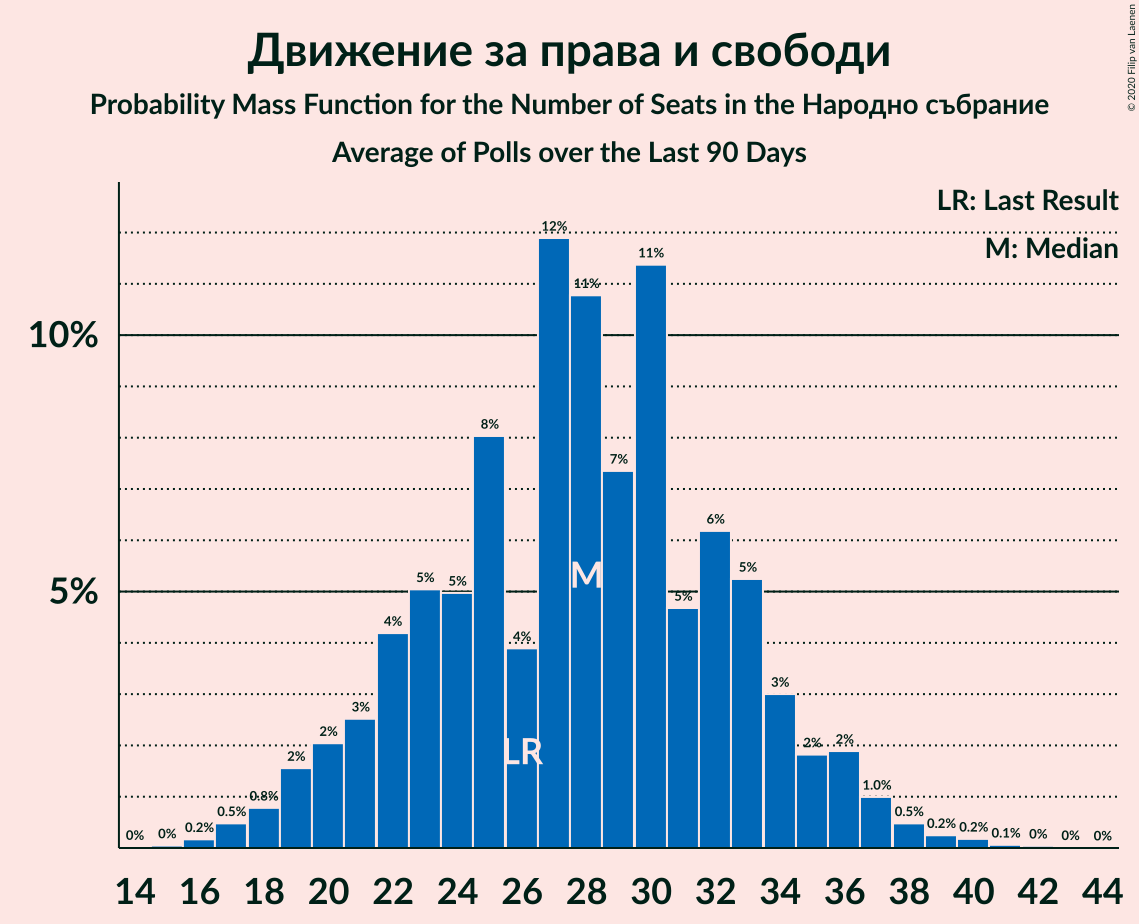 Движение за права и свободи
Probability Mass Function for the Number of Seats in the Народно събрание
Average of Polls over the Last 90 Days
© 2020 Filip van Laenen
LR: Last Result
M: Median
10%
5%
0% 0% 0.2% 0.5% 0.8% 2% 2% 3% 4% 5% 5% 8% 4% 12% 11% 7% 11% 5% 6% 5% 3% 2% 2% 1.0% 0.5% 0.2% 0.2% 0.1% 0% 0% 0%
M
LR
14 16 18 20 22 24 26 28 30 32 34 36 38 40 42 44